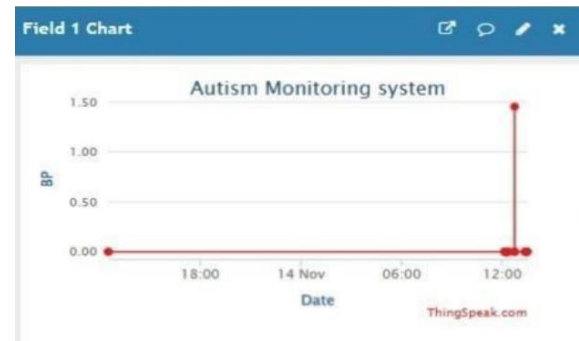 Field 1 Chart
Autism Monitoring system
1.50
1.00
BP
0.50
0.00
18:00 14 Nov 06:00 12:00
Date
ThingSpeak.com